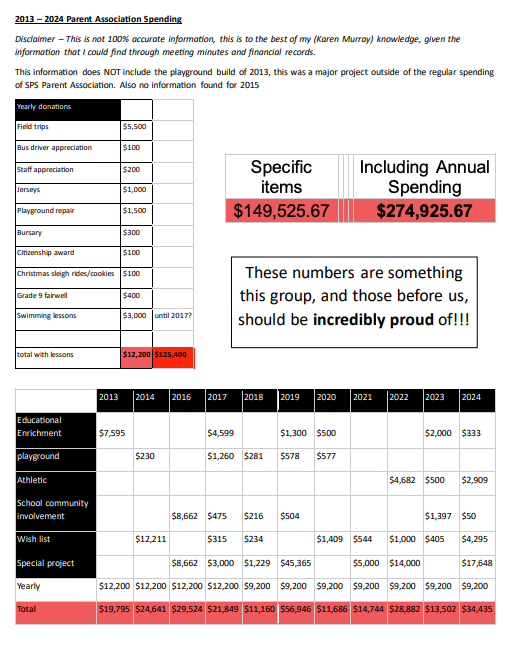 2013 – 2024 Parent Association Spending
Disclaimer – This is not 100% accurate information, this is to the best of my (Karen Murray) knowledge, given the
information that I could find through meeting minutes and financial records.
This information does NOT include the playground build of 2013, this was a major project outside of the regular spending
of SPS Parent Association. Also no information found for 2015
Yearly donations
Field trips $5,500
Bus driver appreciation $100
Staff appreciation $200
Jerseys $1,000
Playground repair $1,500
Bursary $300
Citizenship award $100
Christmas sleigh rides/cookies $100
Grade 9 fairwell $400
Swimming lessons $3,000 until 2017?
total with lessons $12,200 $125,400
Specific Including Annual
items Spending
$149,525.67 $274,925.67
These numbers are something
this group, and those before us,
should be incredibly proud of!!!
2013 2014 2016 2017 2018 2019 2020 2021 2022 2023 2024
Educational
Enrichment $7,595 $4,599 $1,300 $500 $2,000 $333
playground $230 $1,260 $281 $578 $577
Athletic $4,682 $500 $2,909
School community
involvement $8,662 $475 $216 $504 $1,397 $50
Wish list $12,211 $315 $234 $1,409 $544 $1,000 $405 $4,295
Special project $8,662 $3,000 $1,229 $45,365 $5,000 $14,000 $17,648
Yearly $12,200 $12,200 $12,200 $12,200 $9,200 $9,200 $9,200 $9,200 $9,200 $9,200 $9,200
Total $19,795 $24,641 $29,524 $21,849 $11,160 $56,946 $11,686 $14,744 $28,882 $13,502 $34,435